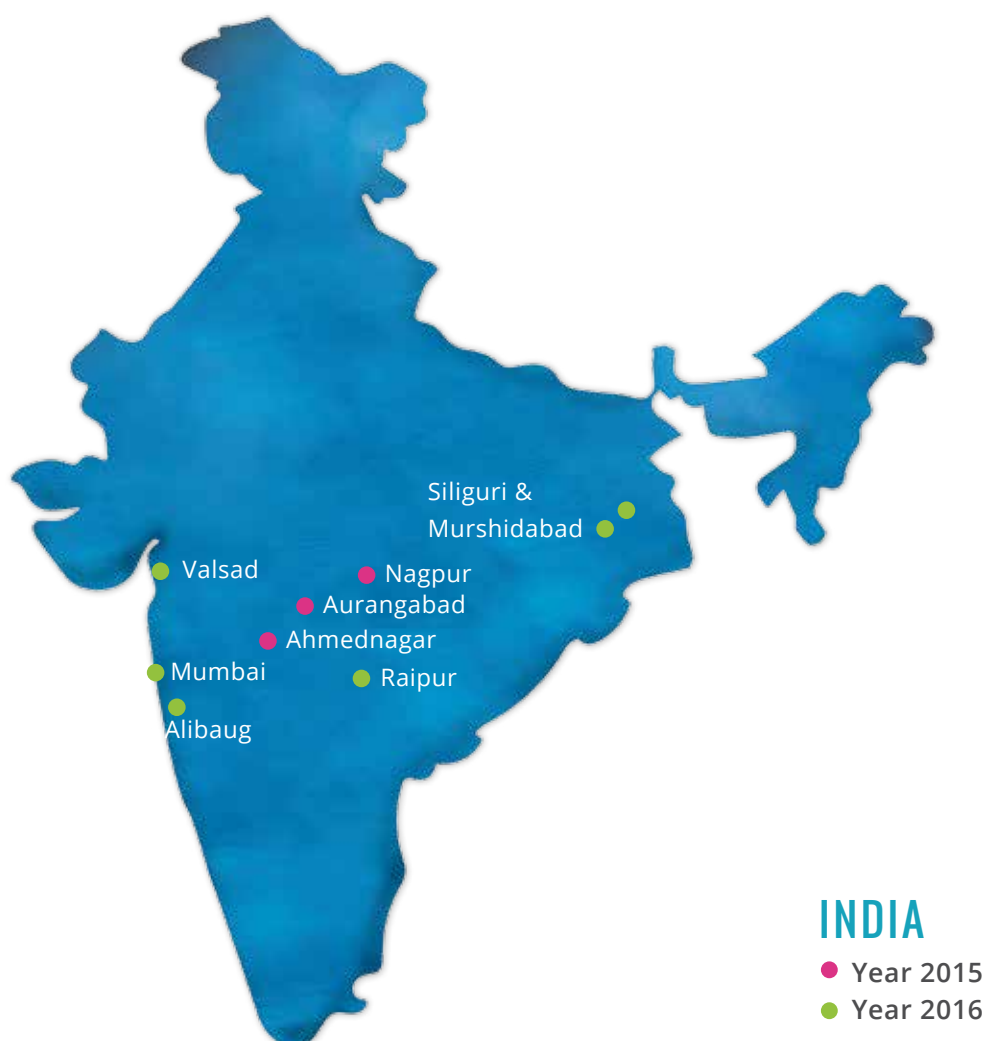 Siliguri &
Murshidabad
Valsad
Nagpur
Aurangabad
Ahmednagar
Mumbai
Raipur
Alibaug
INDIA
Year 2015
Year 2016